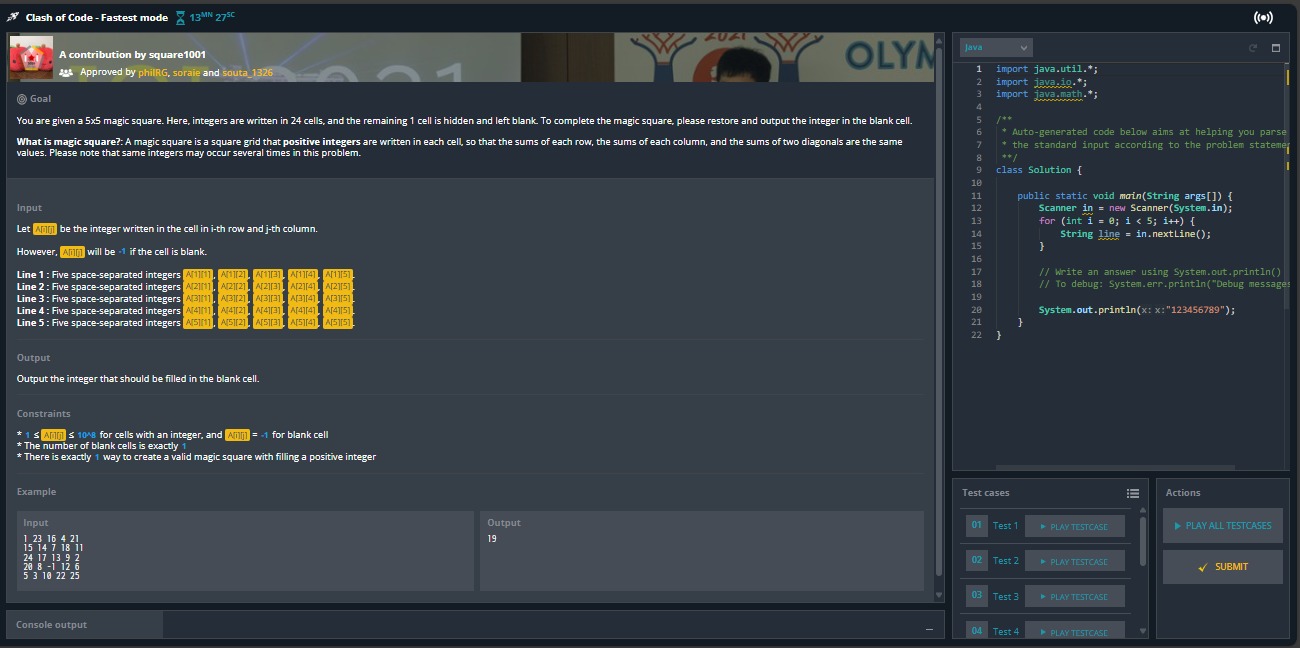 Clash of Code - Fastest mode 13MN 27SC
A contribution by square1001
Approved by philRG, soraie and souta_1326
2021
OLYM
Goal
You are given a 5x5 magic square. Here, integers are written in 24 cells, and the remaining 1 cell is hidden and left blank. To complete the magic square, please restore and output the integer in the blank cell.
What is magic square?: A magic square is a square grid that positive integers are written in each cell, so that the sums of each row, the sums of each column, and the sums of two diagonals are the same
values. Please note that same integers may occur several times in this problem.
Input
Let A[i][j] be the integer written in the cell in i-th row and j-th column.
However, A[i][j] will be -1 if the cell is blank.
Line 1 : Five space-separated integers A[1][1], A[1][2], A[1][3], A[1][4], A[1][5].
Line 2 : Five space-separated integers A[2][1], A[2][2], A[2][3], A[2][4], A[2][5].
Line 3 : Five space-separated integers A[3][1], A[3][2], A[3][3], A[3][4], A[3][5].
Line 4 : Five space-separated integers A[4][1], A[4][2], A[4][3], A[4][4], A[4][5].
Line 5 : Five space-separated integers A[5][1], A[5][2], A[5][3], A[5][4], A[5][5].
Output
Output the integer that should be filled in the blank cell.
Constraints
* 1 ≤ A[i][j] ≤ 10^8 for cells with an integer, and A[i][j] = -1 for blank cell
* The number of blank cells is exactly 1
* There is exactly 1 way to create a valid magic square with filling a positive integer
Example
Input
1 23 16 4 21
15 14 7 18 11
24 17 13 9 2
20 8 -1 12 6
5 3 10 22 25
Output
19
Console output
Java
1 import java.util.*;
2 import java.io.*;
3 import java.math.*;
4
5 /**
6 * Auto-generated code below aims at helping you parse
7 * the standard input according to the problem stateme
8 **/
9 class Solution {
10
11 public static void main(String args[]) {
12 Scanner in = new Scanner(System.in);
13 for (int i = 0; i < 5; i++) {
14 String line = in.nextLine();
15 }
16
17 // Write an answer using System.out.println()
18 // To debug: System.err.println("Debug messages
19
20 System.out.println(x: x:"123456789");
21 }
22 }
Test cases
01 Test 1 PLAY TESTCASE
02 Test 2 PLAY TESTCASE
03 Test 3 PLAY TESTCASE
04 Test 4 PLAY TESTCASE
Actions
PLAY ALL TESTCASES
SUBMIT